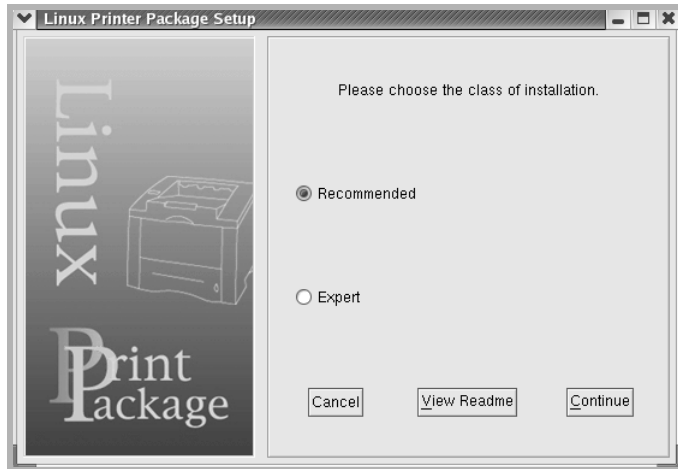 Linux Printer Package Setup
Linux
Print
Package
Please choose the class of installation.
Recommended
Expert
Cancel
View Readme
Continue